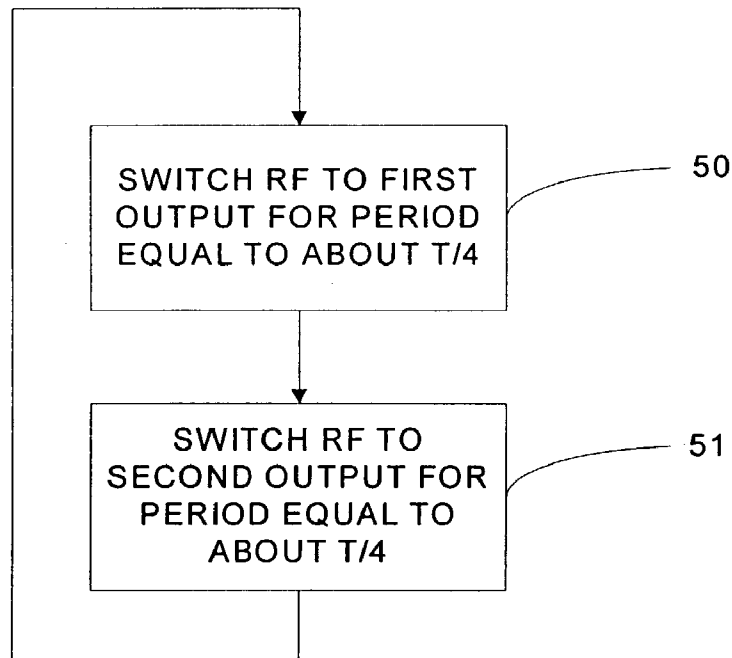 SWITCH RF TO FIRST
OUTPUT FOR PERIOD
EQUAL TO ABOUT T/4
50
SWITCH RF TO
SECOND OUTPUT FOR
PERIOD EQUAL TO
ABOUT T/4
51